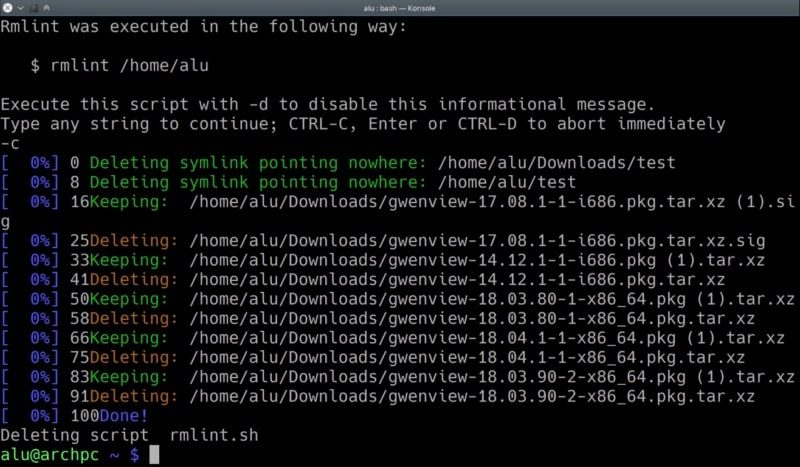 alu : bash — Konsole
Rmlint was executed in the following way:
$ rmlint /home/alu
Execute this script with -d to disable this informational message.
Type any string to continue; CTRL-C, Enter or CTRL-D to abort immediately
-c
[  0%] 0 Deleting symlink pointing nowhere: /home/alu/Downloads/test
[  0%] 8 Deleting symlink pointing nowhere: /home/alu/test
[  0%] 16Keeping:  /home/alu/Downloads/gwenview-17.08.1-1-i686.pkg.tar.xz (1).si
g
[  0%] 25Deleting: /home/alu/Downloads/gwenview-17.08.1-1-i686.pkg.tar.xz.sig
[  0%] 33Keeping:  /home/alu/Downloads/gwenview-14.12.1-1-i686.pkg (1).tar.xz
[  0%] 41Deleting: /home/alu/Downloads/gwenview-14.12.1-1-i686.pkg.tar.xz
[  0%] 50Keeping:  /home/alu/Downloads/gwenview-18.03.80-1-x86_64.pkg (1).tar.xz
[  0%] 58Deleting: /home/alu/Downloads/gwenview-18.03.80-1-x86_64.pkg.tar.xz
[  0%] 66Keeping:  /home/alu/Downloads/gwenview-18.04.1-1-x86_64.pkg (1).tar.xz
[  0%] 75Deleting: /home/alu/Downloads/gwenview-18.04.1-1-x86_64.pkg.tar.xz
[  0%] 83Keeping:  /home/alu/Downloads/gwenview-18.03.90-2-x86_64.pkg (1).tar.xz
[  0%] 91Deleting: /home/alu/Downloads/gwenview-18.03.90-2-x86_64.pkg.tar.xz
[  0%] 100Done!
Deleting script  rmlint.sh
alu@archpc ~ $